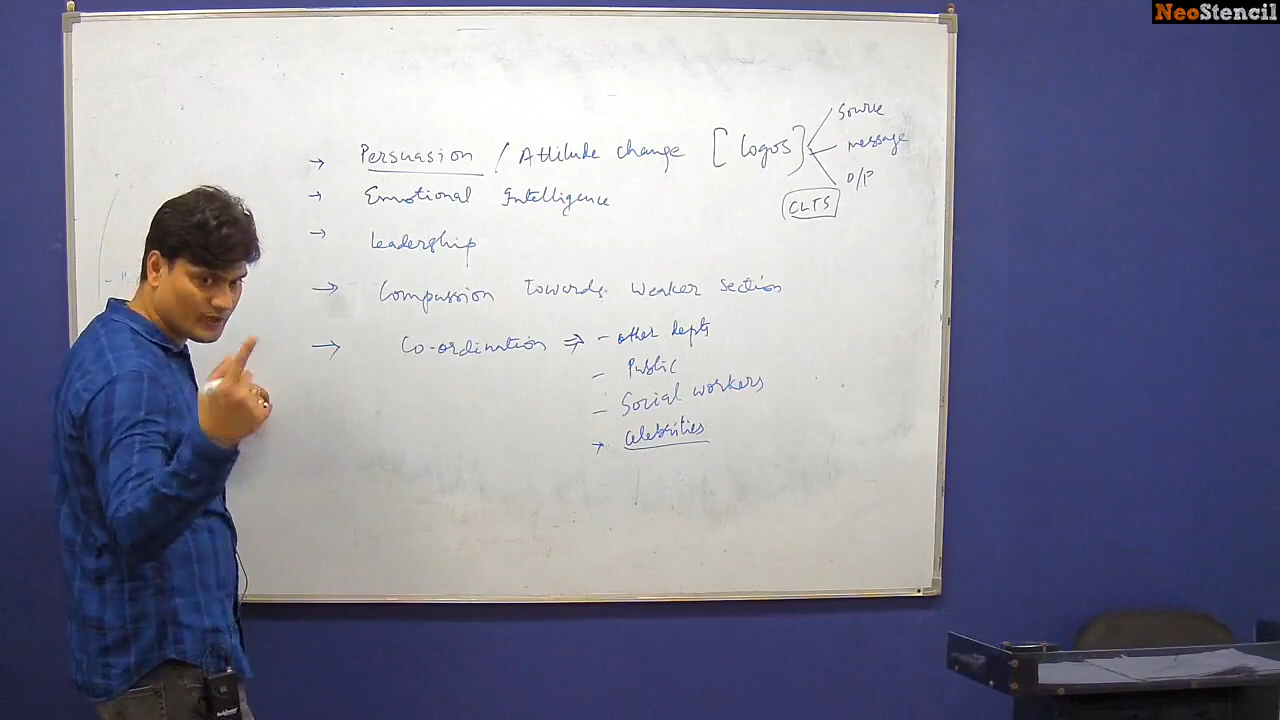 NeoStencil
→ Persuasion / Attitude change [Logos]
Source
message
O/P
CLTS
→ Emotional Intelligence
→ Leadership
→ Compassion towards weaker section
→ Co-ordination ⇒ - other depts
- Public
- Social workers
→ Celebrities